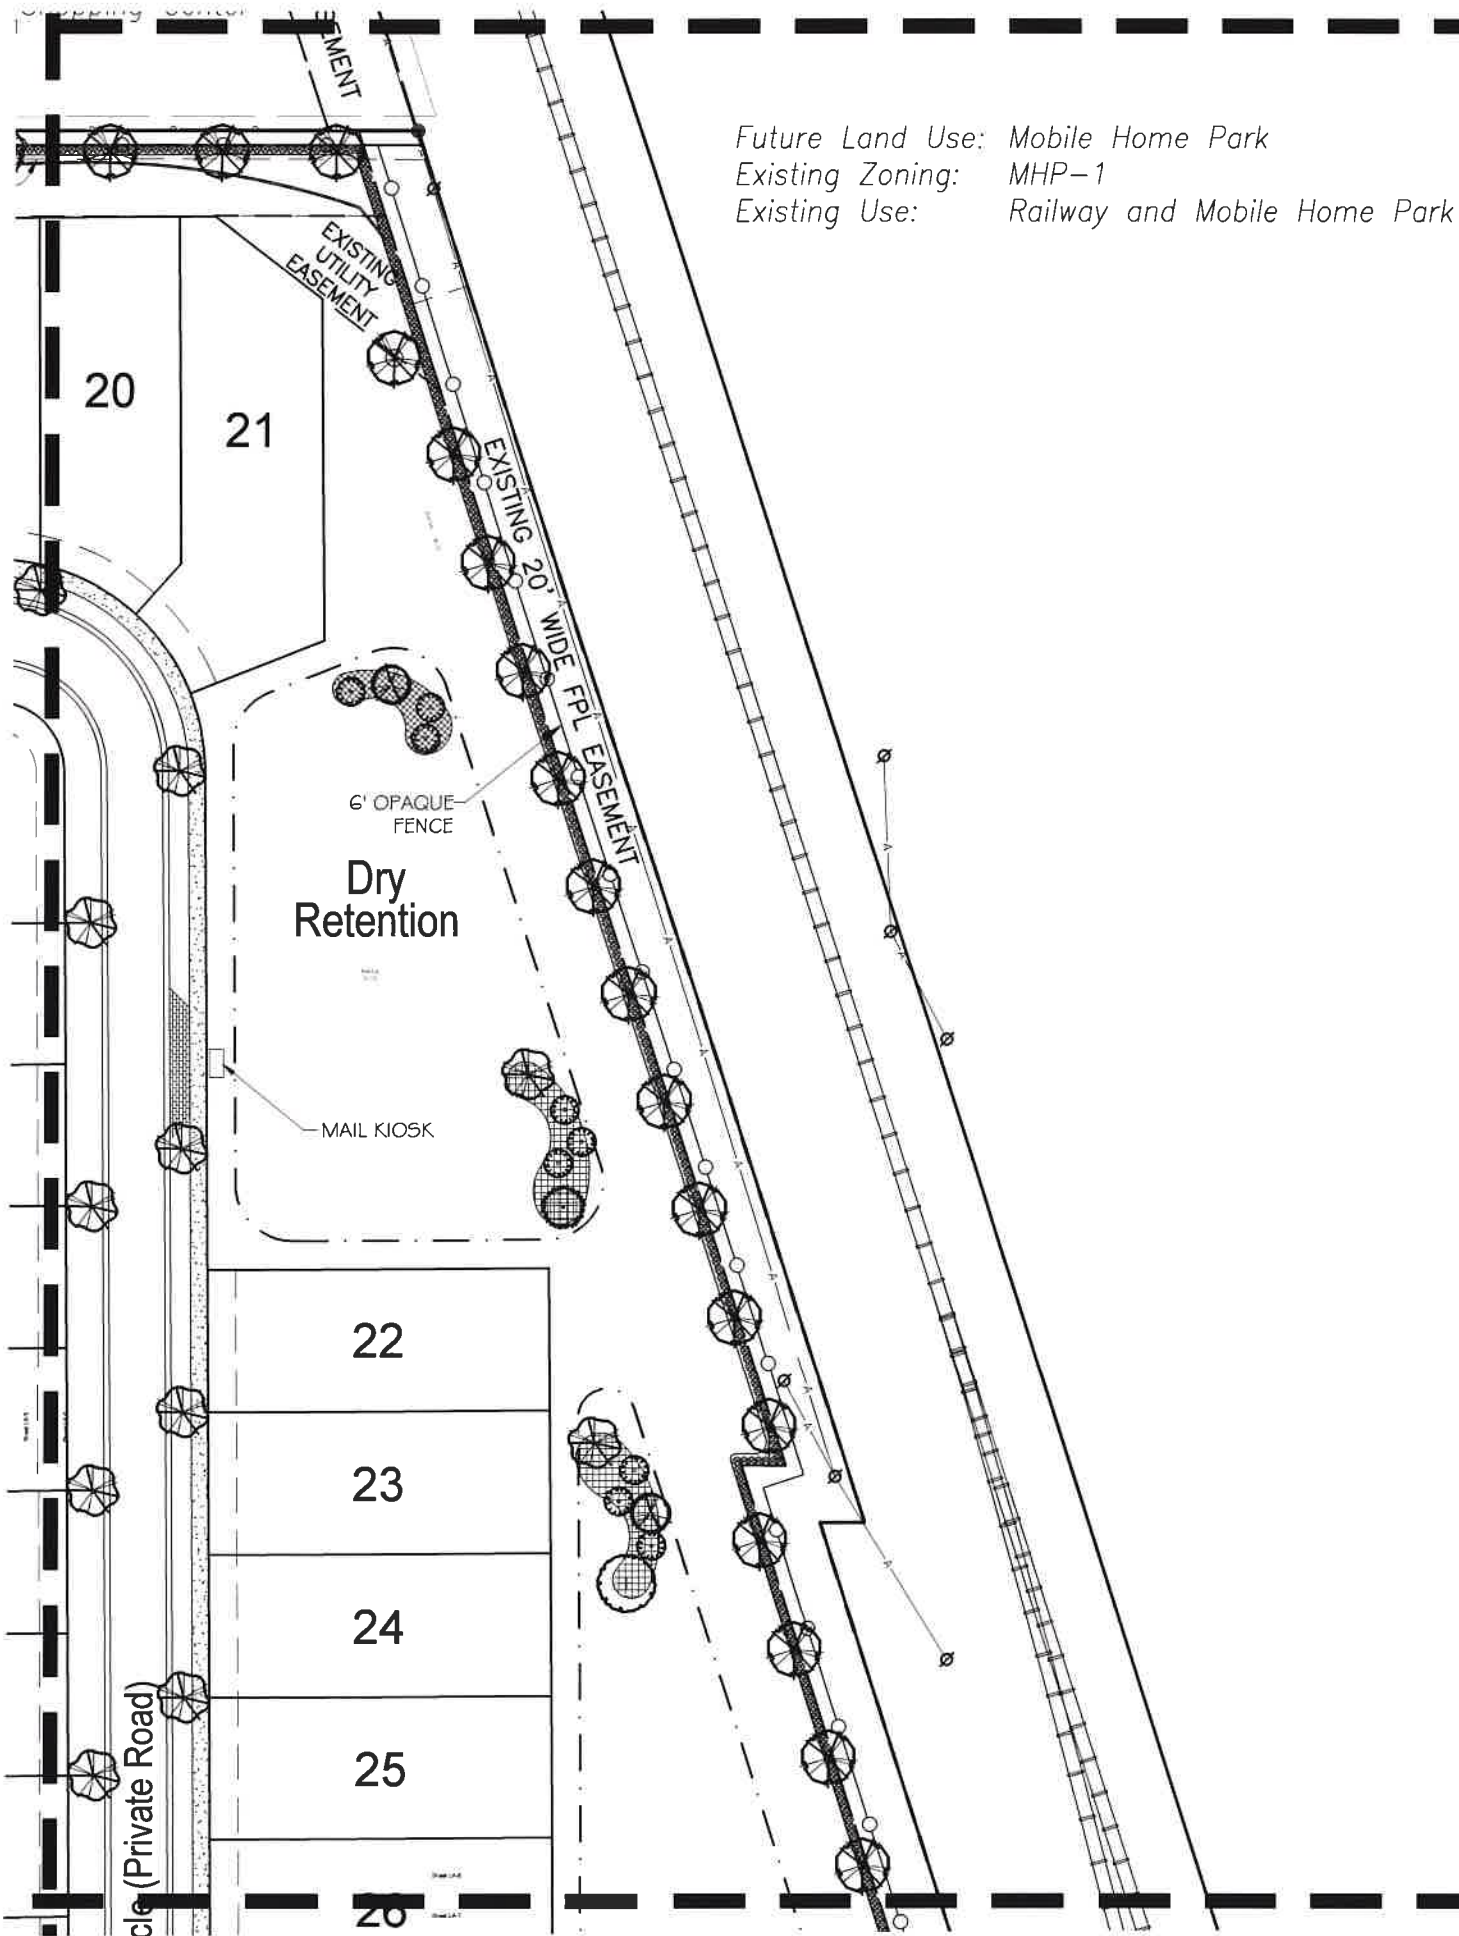 EMENT
Future Land Use: Mobile Home Park
Existing Zoning: MHP-1
Existing Use: Railway and Mobile Home Park
EXISTING
UTILITY
EASEMENT
20
21
EXISTING 20' WIDE FPL EASEMENT
6' OPAQUE
FENCE
Dry
Retention
MAIL KIOSK
22
23
24
25
26
cle (Private Road)